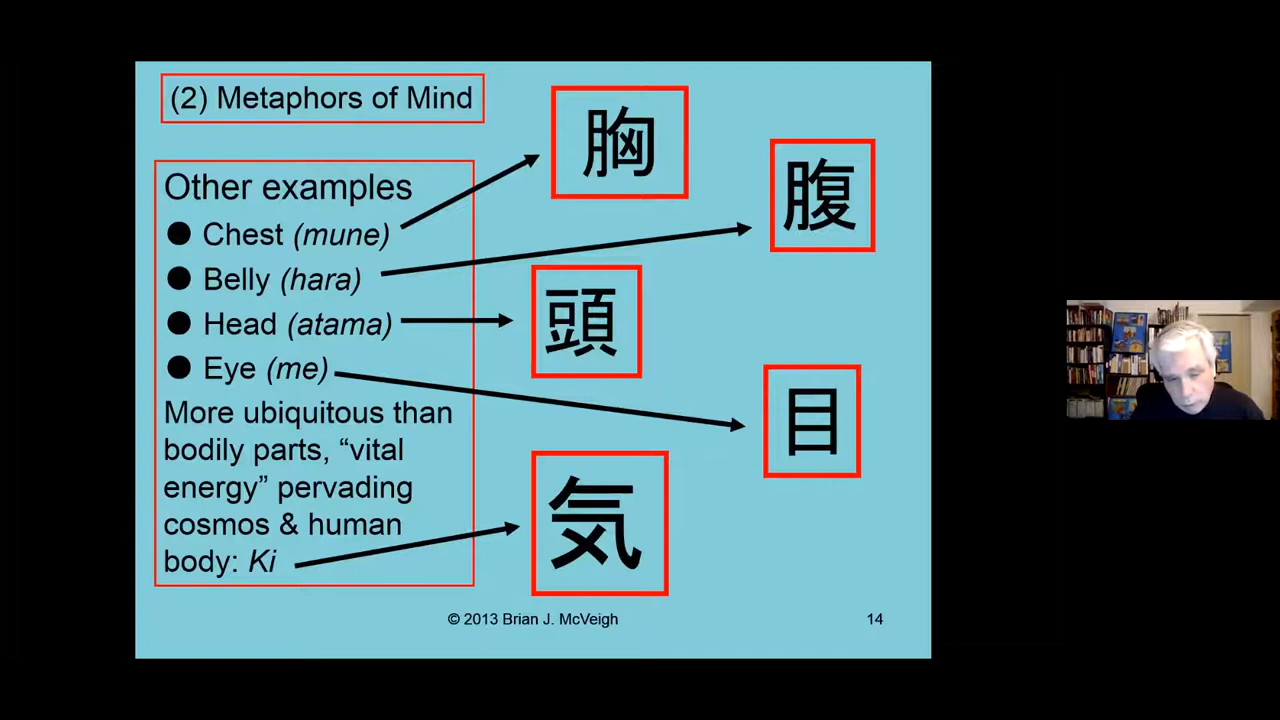 (2) Metaphors of Mind
Other examples
● Chest (mune)
● Belly (hara)
● Head (atama)
● Eye (me)
More ubiquitous than
bodily parts, “vital
energy” pervading
cosmos & human
body: Ki
胸
腹
頭
目
気
© 2013 Brian J. McVeigh
14